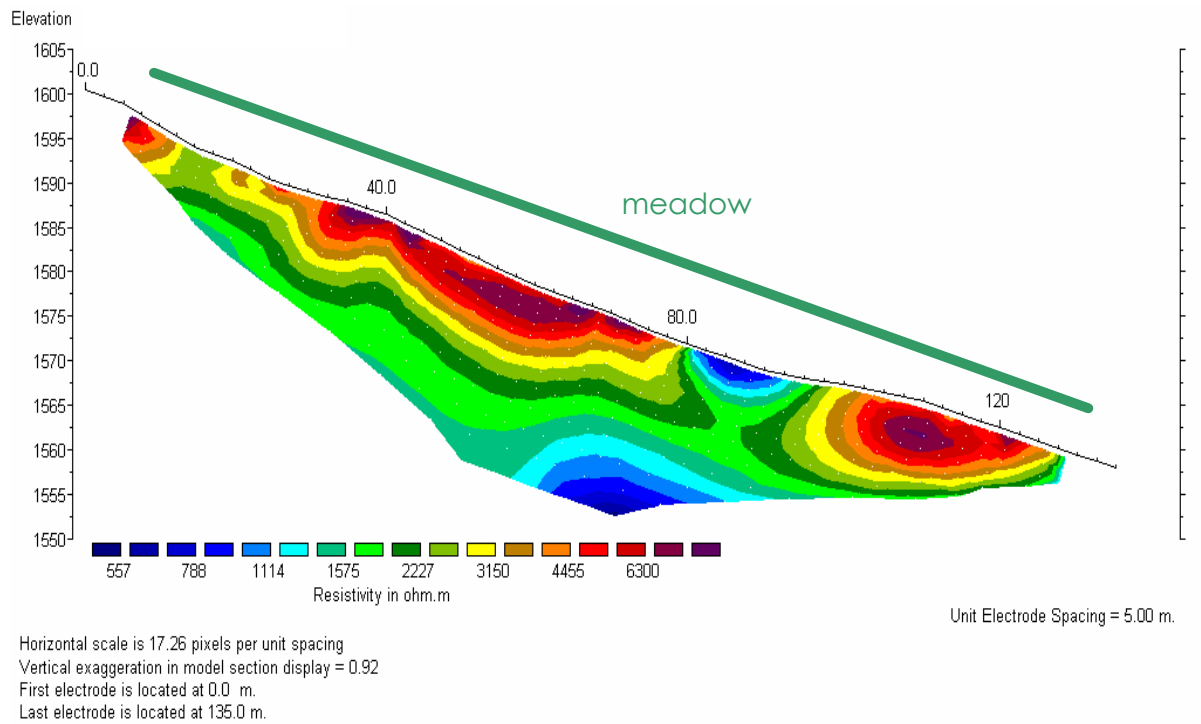 Elevation
1605
0.0
1600
1595
1590
40.0
meadow
1585
1580
1575
80.0
1570
1565
120
1560
1555
1550
557 788 1114 1575 2227 3150 4455 6300
Resistivity in ohm.m
Unit Electrode Spacing = 5.00 m.
Horizontal scale is 17.26 pixels per unit spacing
Vertical exaggeration in model section display = 0.92
First electrode is located at 0.0 m.
Last electrode is located at 135.0 m.